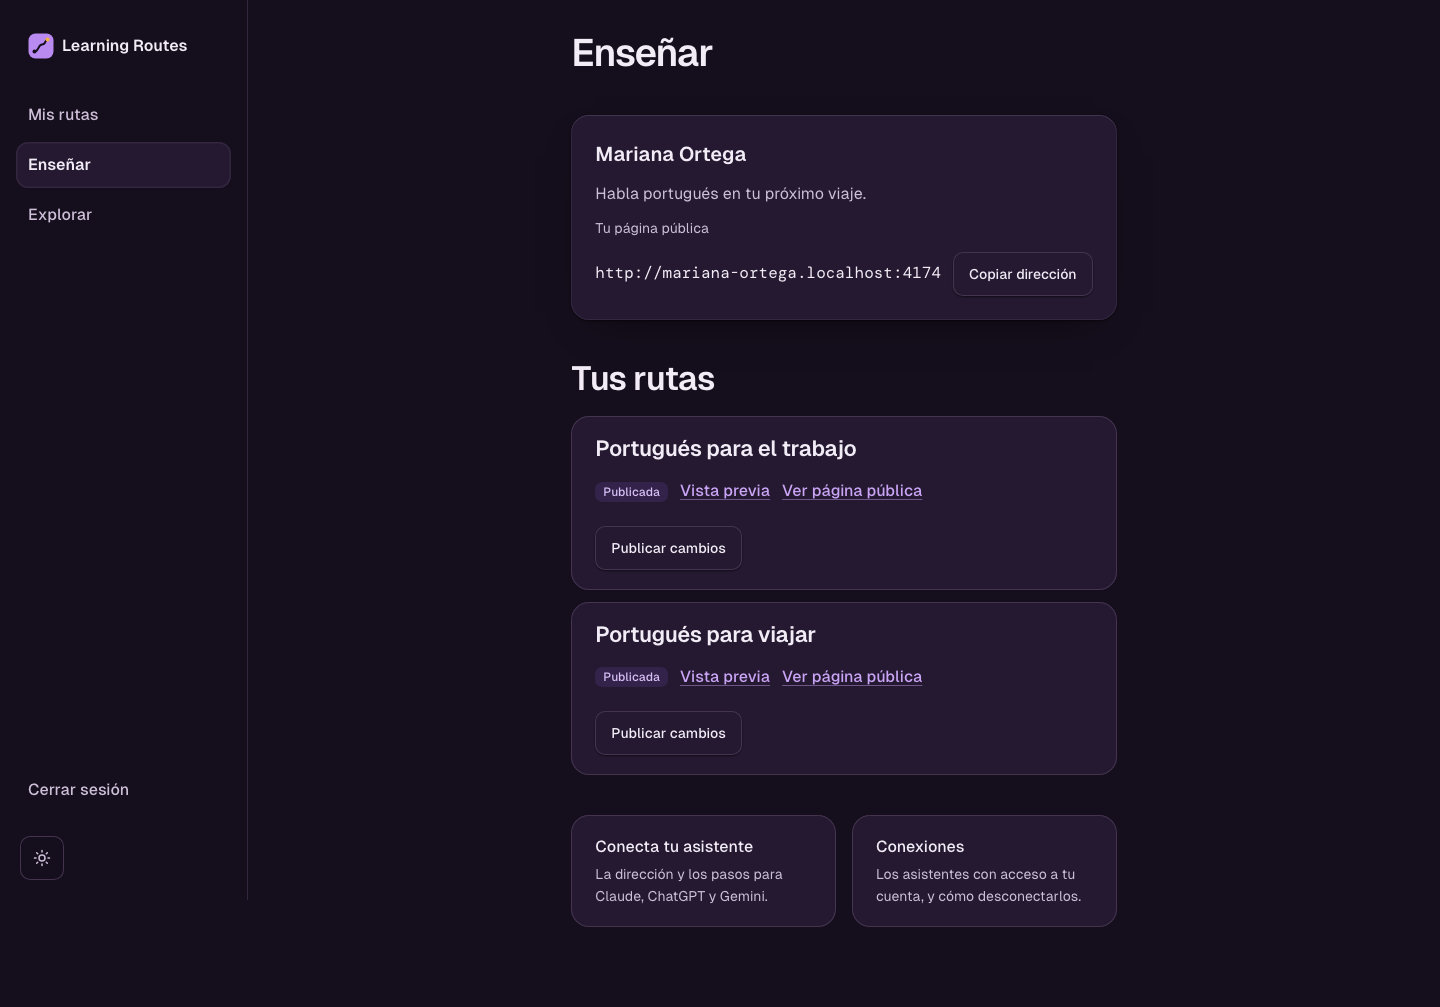 Learning Routes
Mis rutas
Enseñar
Explorar
Cerrar sesión
Enseñar
Mariana Ortega
Habla portugués en tu próximo viaje.
Tu página pública
http://mariana-ortega.localhost:4174
Copiar dirección
Tus rutas
Portugués para el trabajo
Publicada Vista previa Ver página pública
Publicar cambios
Portugués para viajar
Publicada Vista previa Ver página pública
Publicar cambios
Conecta tu asistente
La dirección y los pasos para
Claude, ChatGPT y Gemini.
Conexiones
Los asistentes con acceso a tu
cuenta, y cómo desconectarlos.